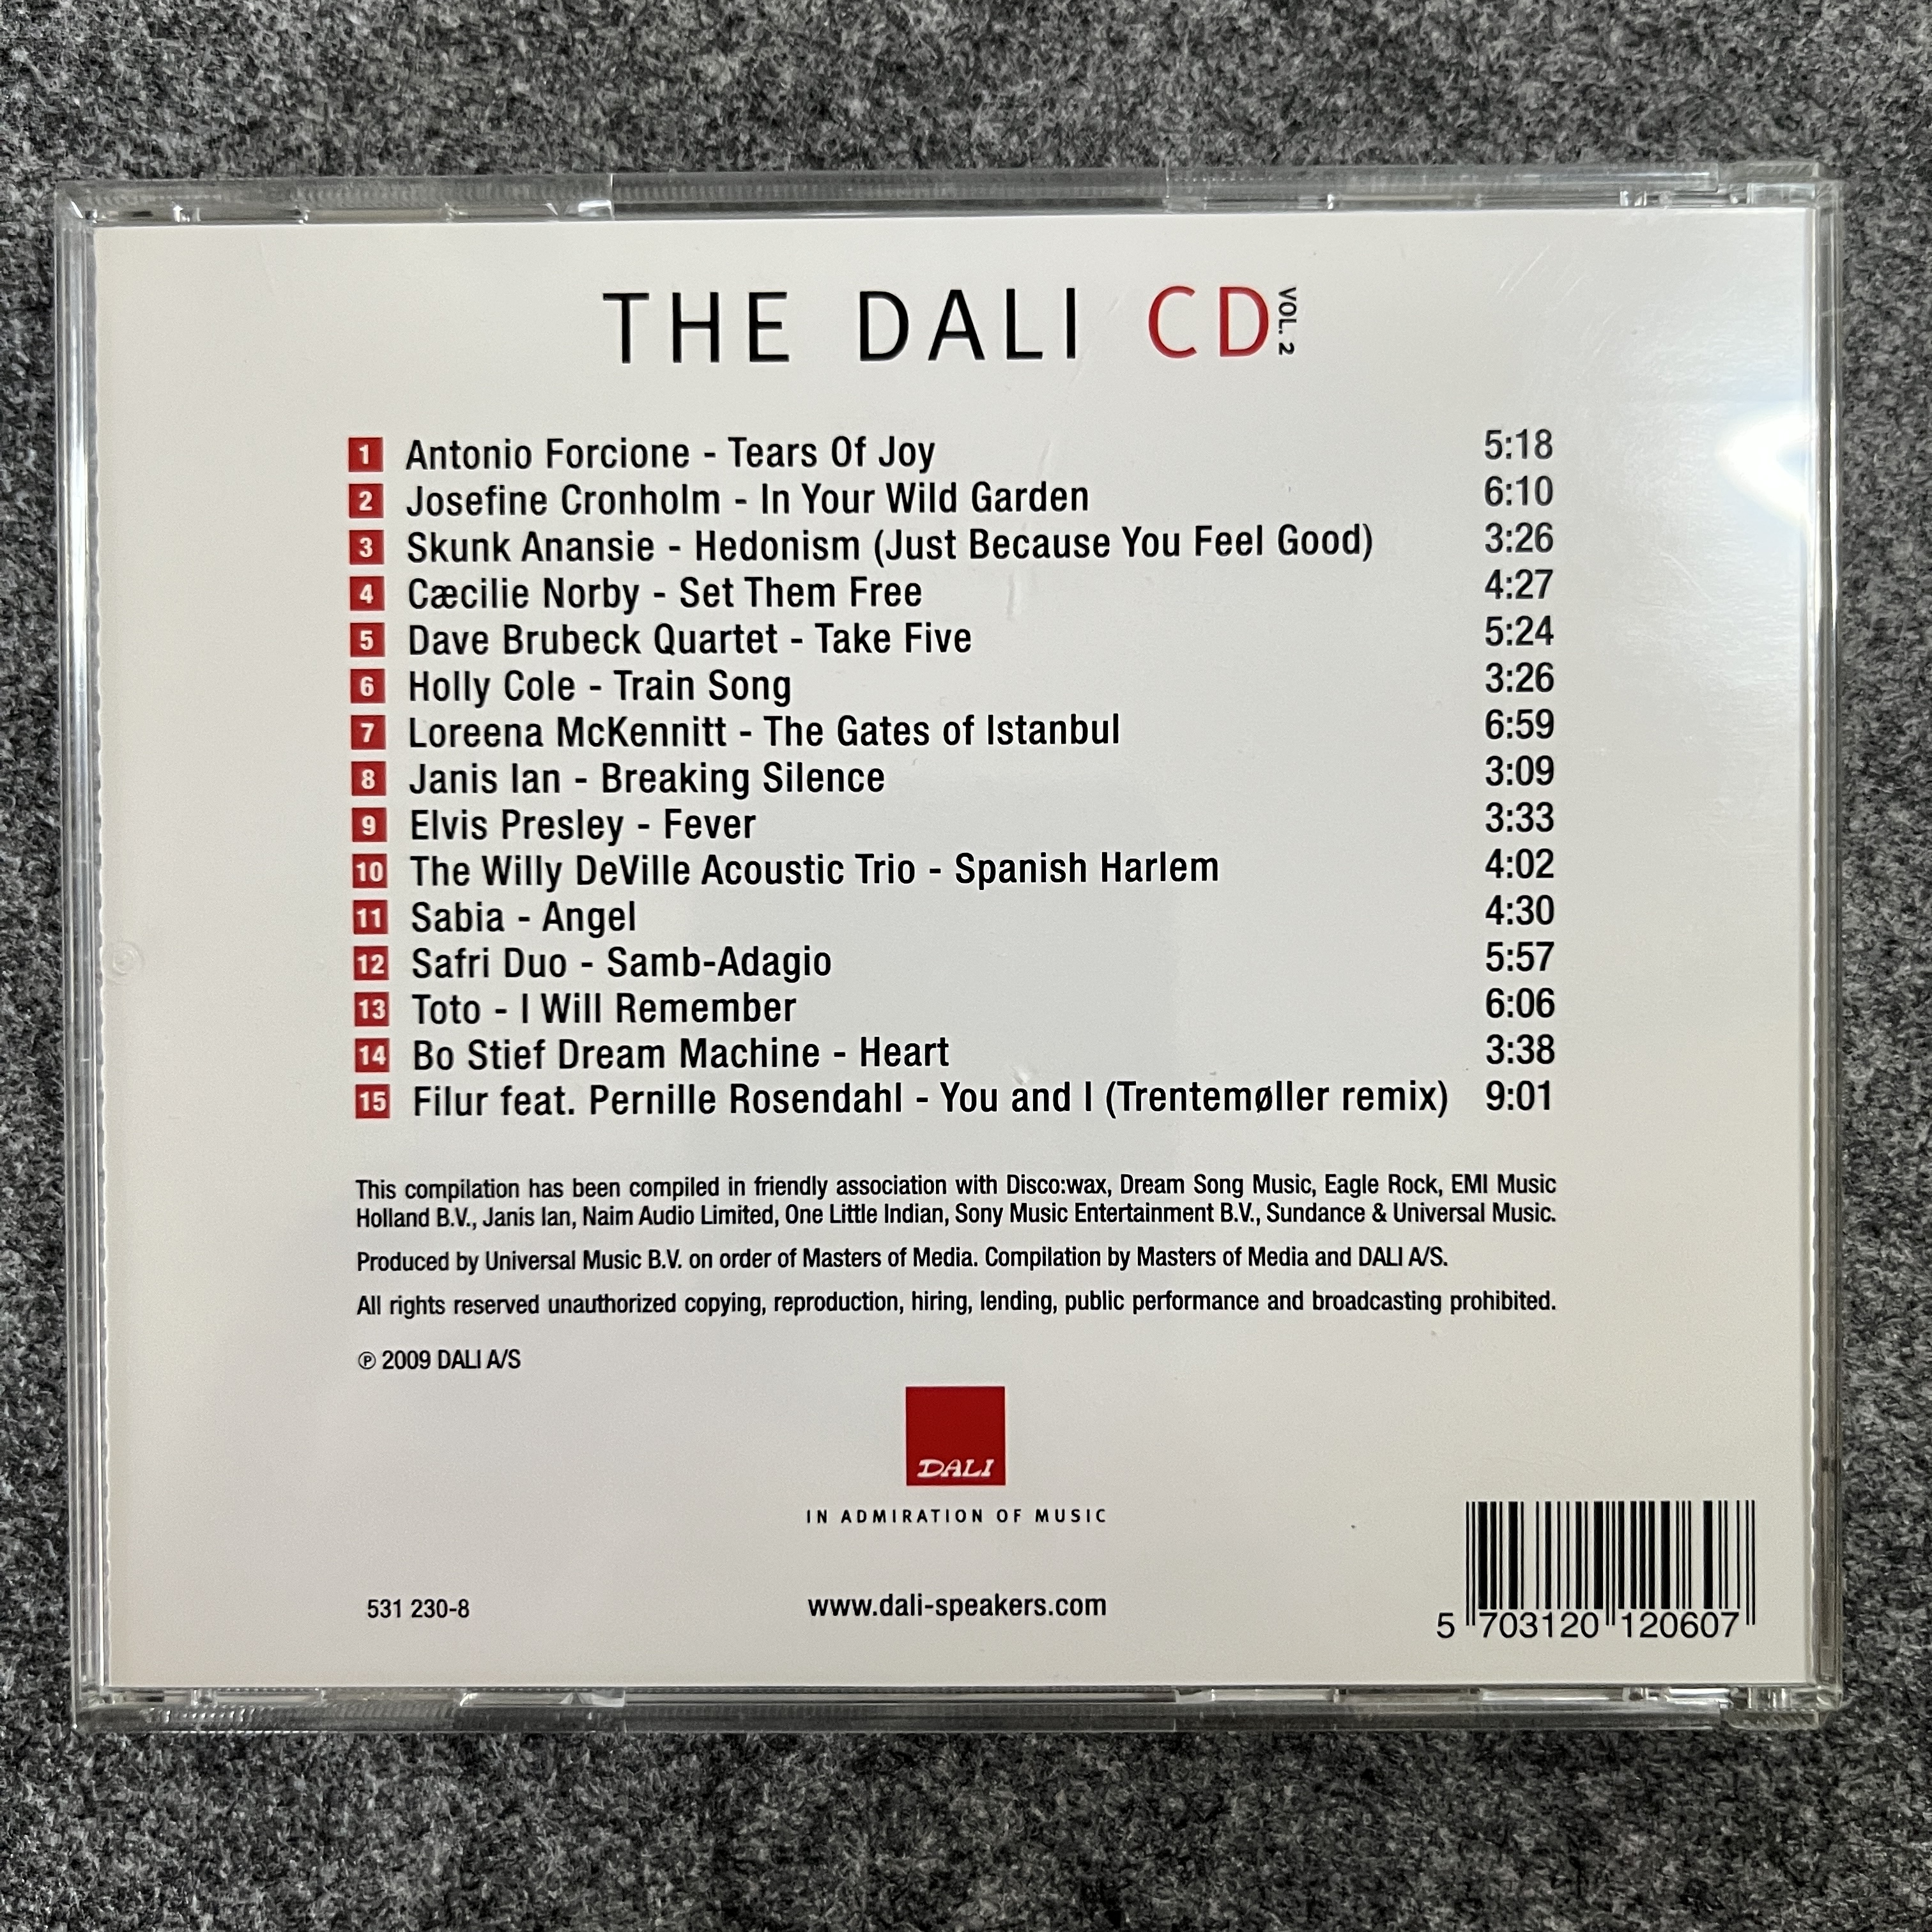 THE DALI CD VOL. 2
1 Antonio Forcione - Tears Of Joy 5:18
2 Josefine Cronholm - In Your Wild Garden 6:10
3 Skunk Anansie - Hedonism (Just Because You Feel Good) 3:26
4 Cæcilie Norby - Set Them Free 4:27
5 Dave Brubeck Quartet - Take Five 5:24
6 Holly Cole - Train Song 3:26
7 Loreena McKennitt - The Gates of Istanbul 6:59
8 Janis Ian - Breaking Silence 3:09
9 Elvis Presley - Fever 3:33
10 The Willy DeVille Acoustic Trio - Spanish Harlem 4:02
11 Sabia - Angel 4:30
12 Safri Duo - Samb-Adagio 5:57
13 Toto - I Will Remember 6:06
14 Bo Stief Dream Machine - Heart 3:38
15 Filur feat. Pernille Rosendahl - You and I (Trentemøller remix) 9:01
This compilation has been compiled in friendly association with Disco:wax, Dream Song Music, Eagle Rock, EMI Music
Holland B.V., Janis Ian, Naim Audio Limited, One Little Indian, Sony Music Entertainment B.V., Sundance & Universal Music.
Produced by Universal Music B.V. on order of Masters of Media. Compilation by Masters of Media and DALI A/S.
All rights reserved unauthorized copying, reproduction, hiring, lending, public performance and broadcasting prohibited.
℗ 2009 DALI A/S
DALI
IN ADMIRATION OF MUSIC
531 230-8
www.dali-speakers.com
5 703120 120607